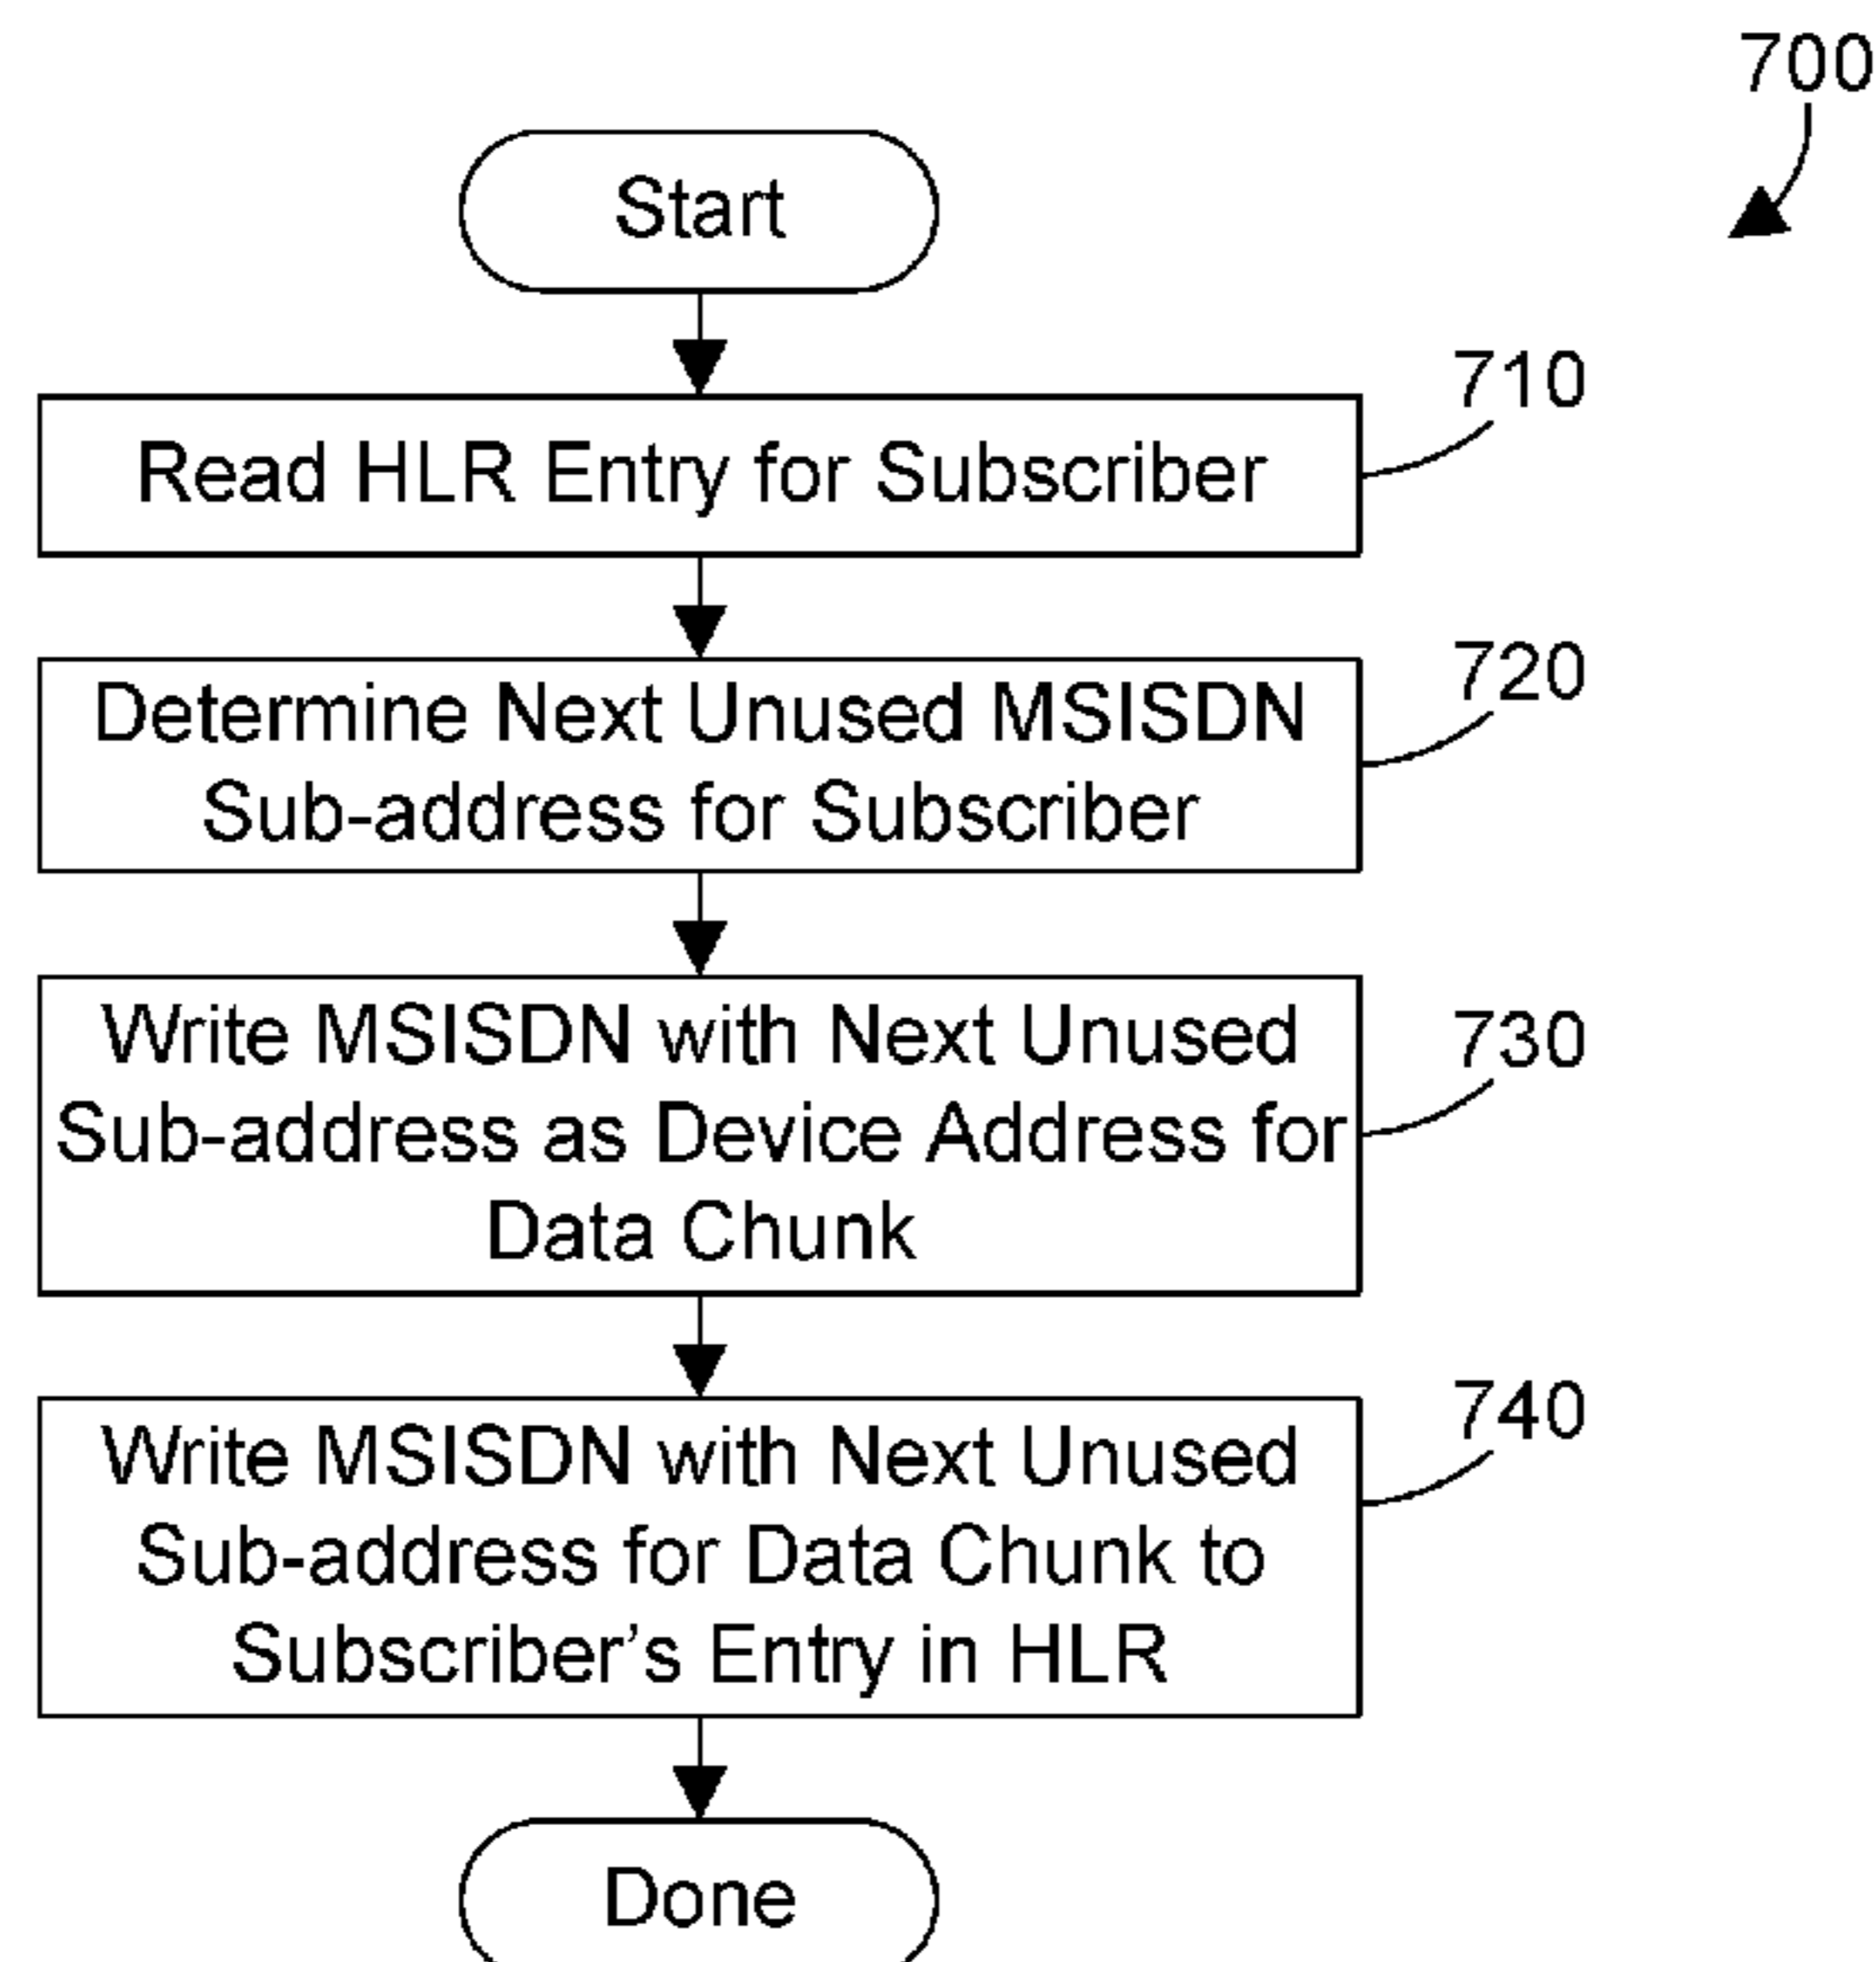 700
Start
710
Read HLR Entry for Subscriber
720
Determine Next Unused MSISDN
Sub-address for Subscriber
730
Write MSISDN with Next Unused
Sub-address as Device Address for
Data Chunk
740
Write MSISDN with Next Unused
Sub-address for Data Chunk to
Subscriber's Entry in HLR
Done